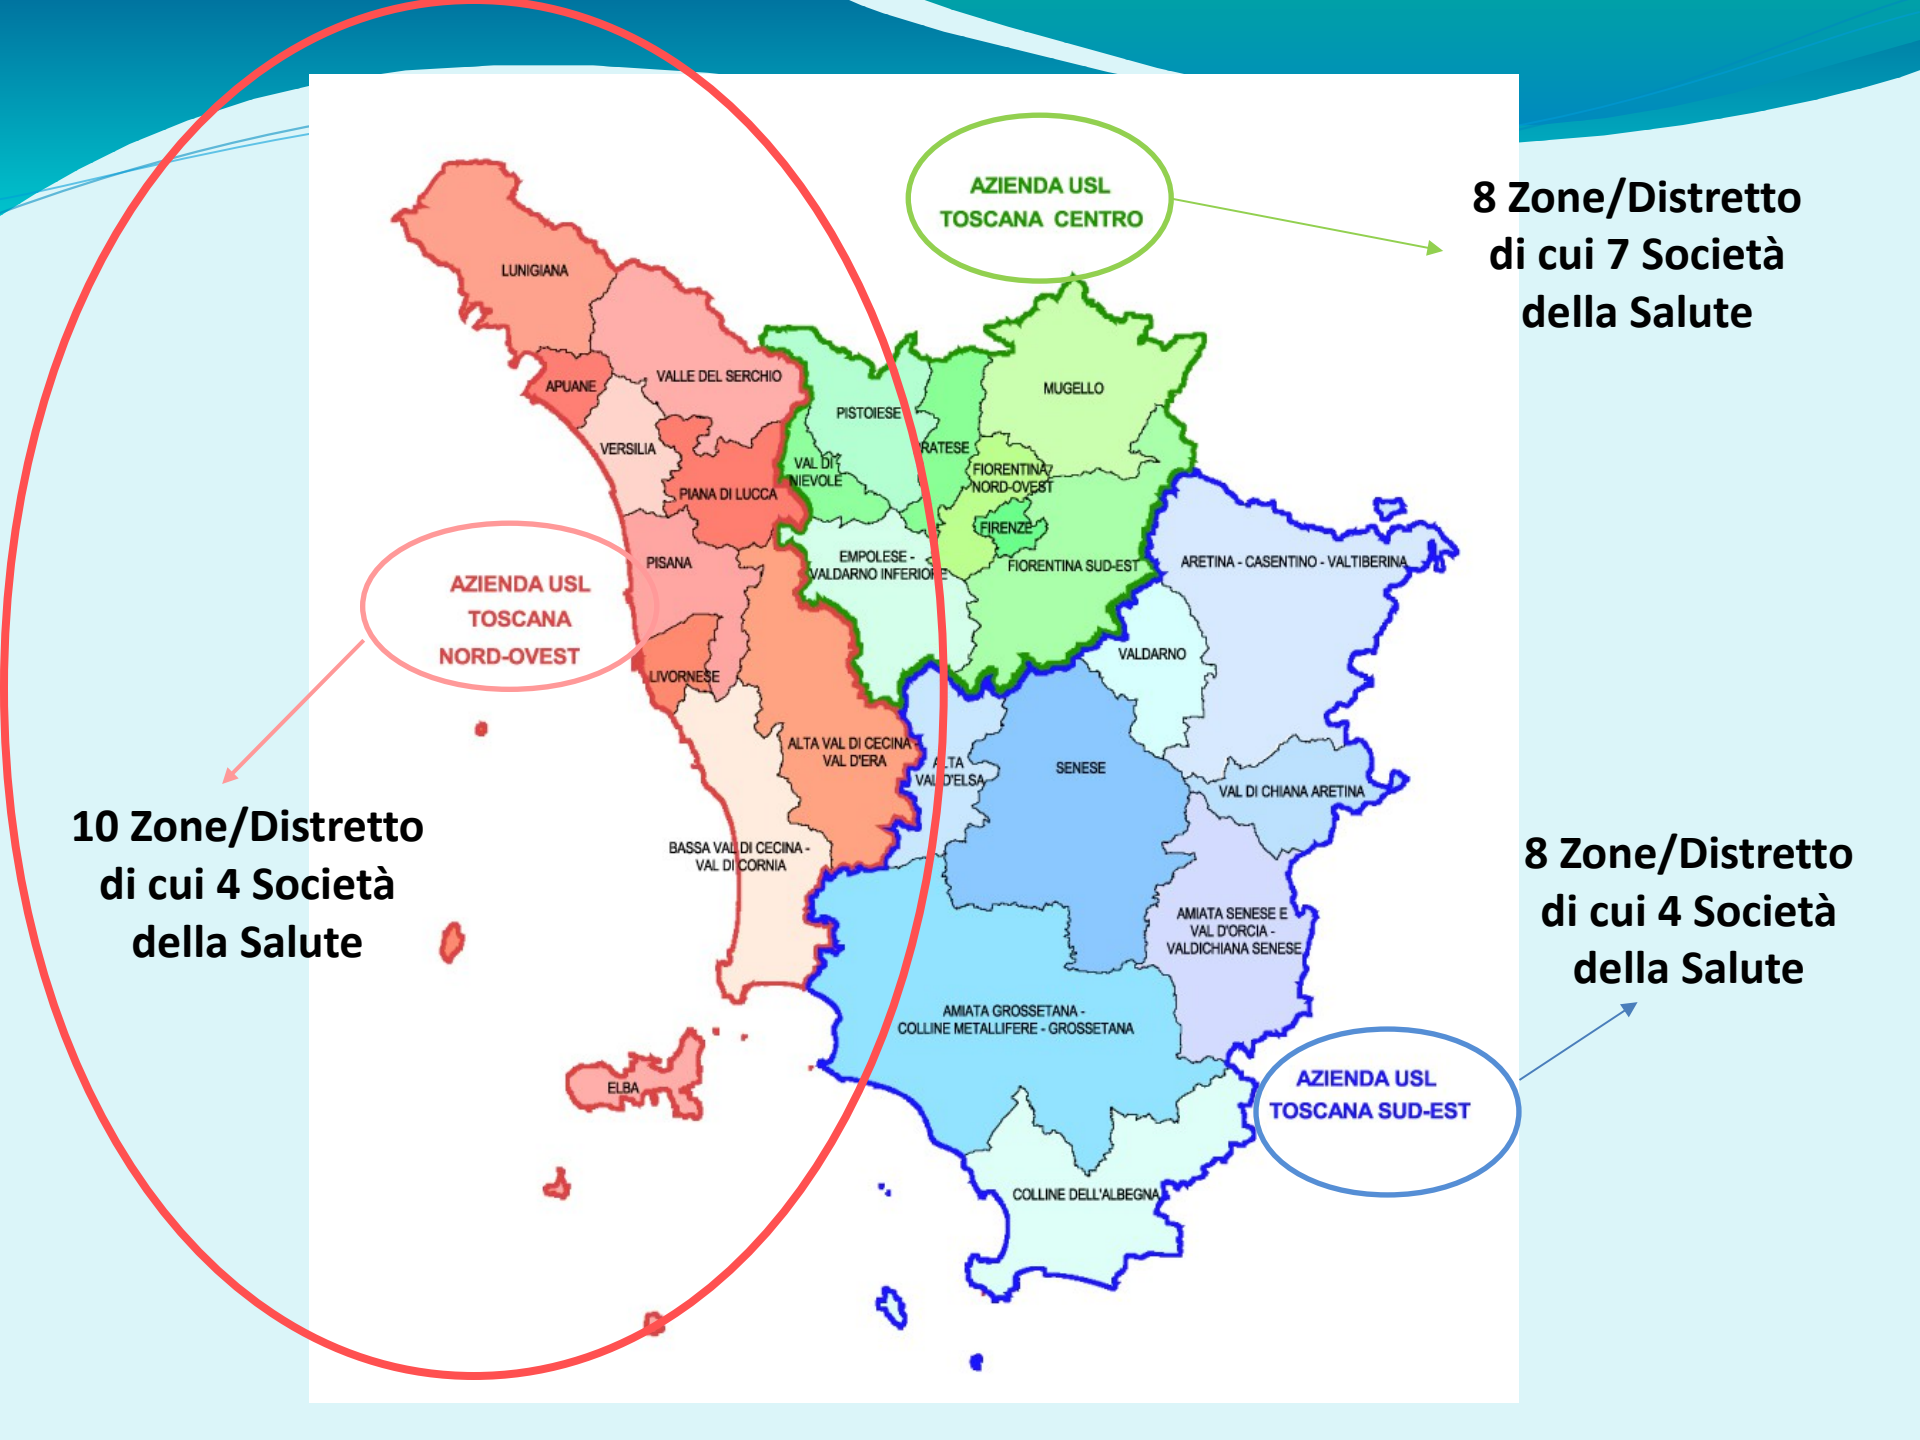 AZIENDA USL
TOSCANA CENTRO
8 Zone/Distretto
di cui 7 Società
della Salute
LUNIGIANA
APUANE
VALLE DEL SERCHIO
VERSILIA
PIANA DI LUCCA
PISANA
LIVORNESE
ALTA VAL DI CECINA -
VAL D'ERA
BASSA VAL DI CECINA -
VAL DI CORNIA
ELBA
AZIENDA USL
TOSCANA
NORD-OVEST
10 Zone/Distretto
di cui 4 Società
della Salute
PISTOIESE
VAL DI
NIEVOLE
PRATESE
MUGELLO
FIORENTINA
NORD-OVEST
FIRENZE
EMPOLESE -
VALDARNO INFERIORE
FIORENTINA SUD-EST
ARETINA - CASENTINO - VALTIBERINA
VALDARNO
ALTA
VAL D'ELSA
SENESE
VAL DI CHIANA ARETINA
AMIATA SENESE E
VAL D'ORCIA -
VALDICHIANA SENESE
AMIATA GROSSETANA -
COLLINE METALLIFERE - GROSSETANA
COLLINE DELL'ALBEGNA
8 Zone/Distretto
di cui 4 Società
della Salute
AZIENDA USL
TOSCANA SUD-EST